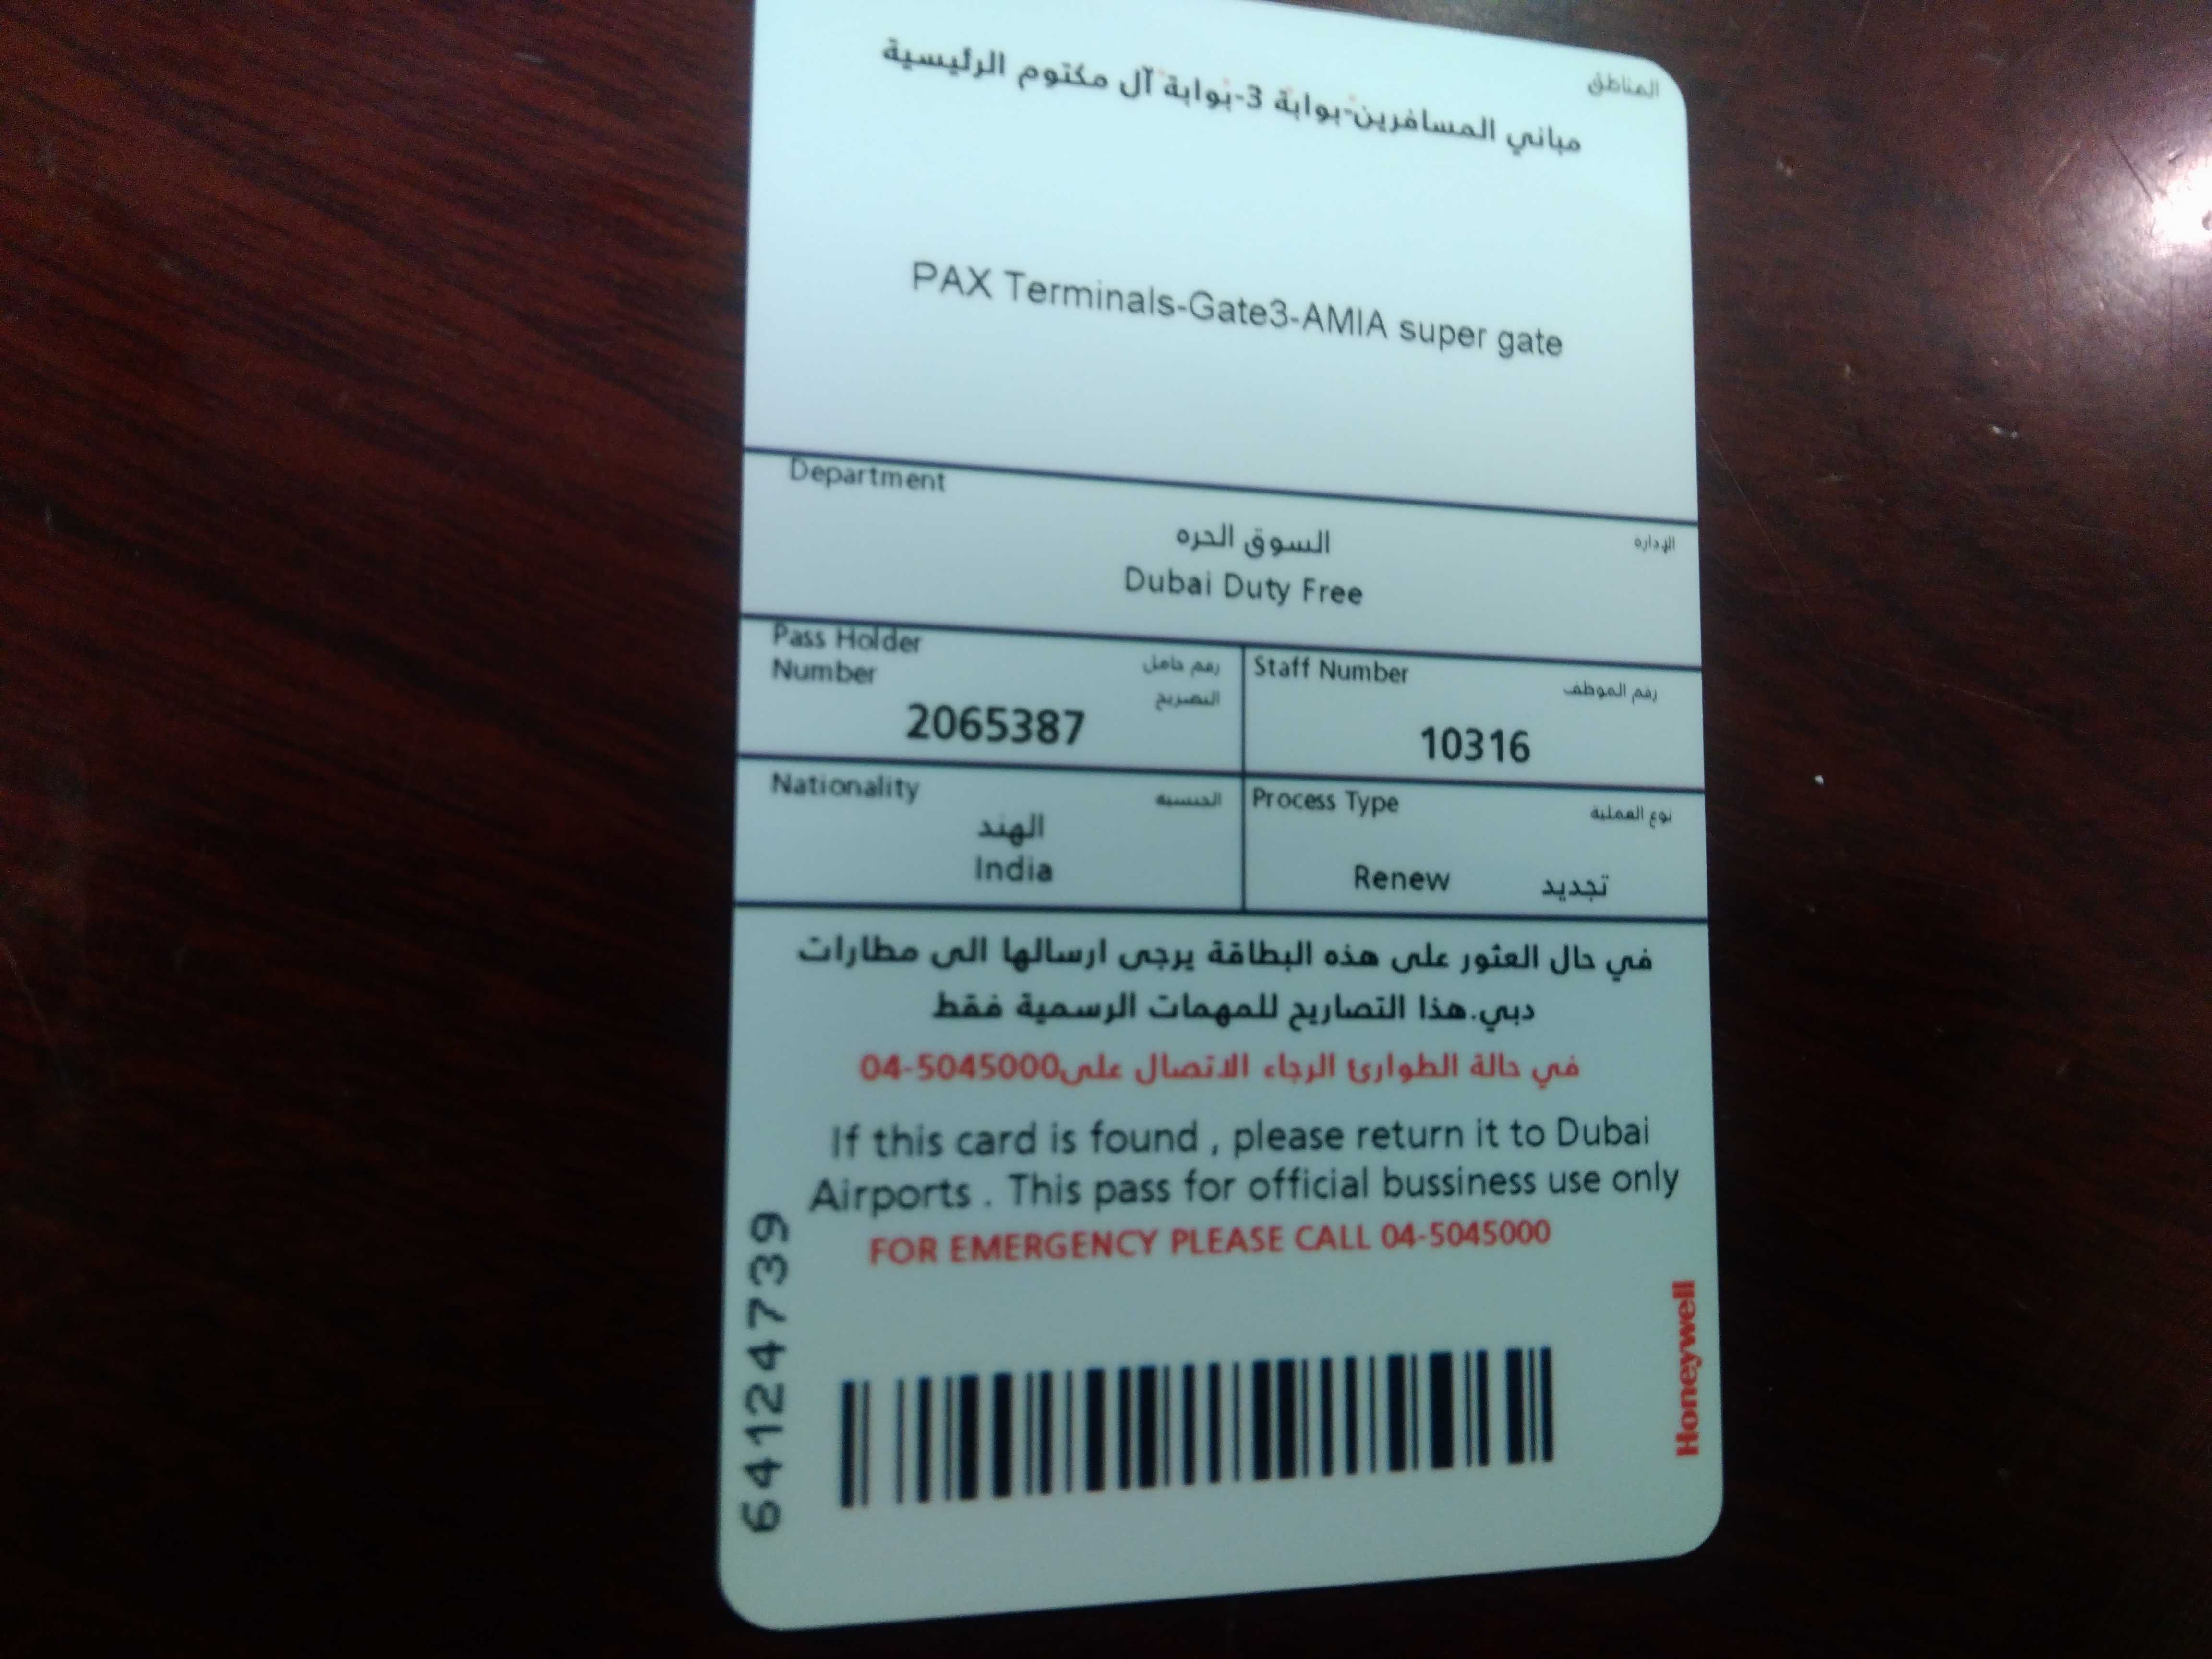 المناطق
مباني المسافرين-بوابة 3-بوابة آل مكتوم الرئيسية
PAX Terminals-Gate3-AMIA super gate
Department
الإداره
السوق الحره
Dubai Duty Free
Pass Holder
Number
رقم حامل
التصريح
2065387
Staff Number
رقم الموظف
10316
Nationality
الجنسيه
الهند
India
Process Type
نوع العملية
Renew تجديد
في حال العثور على هذه البطاقة يرجى ارسالها الى مطارات
دبي.هذا التصاريح للمهمات الرسمية فقط
في حالة الطوارئ الرجاء الاتصال على04-5045000
If this card is found , please return it to Dubai
Airports . This pass for official bussiness use only
FOR EMERGENCY PLEASE CALL 04-5045000
64124739
Honeywell